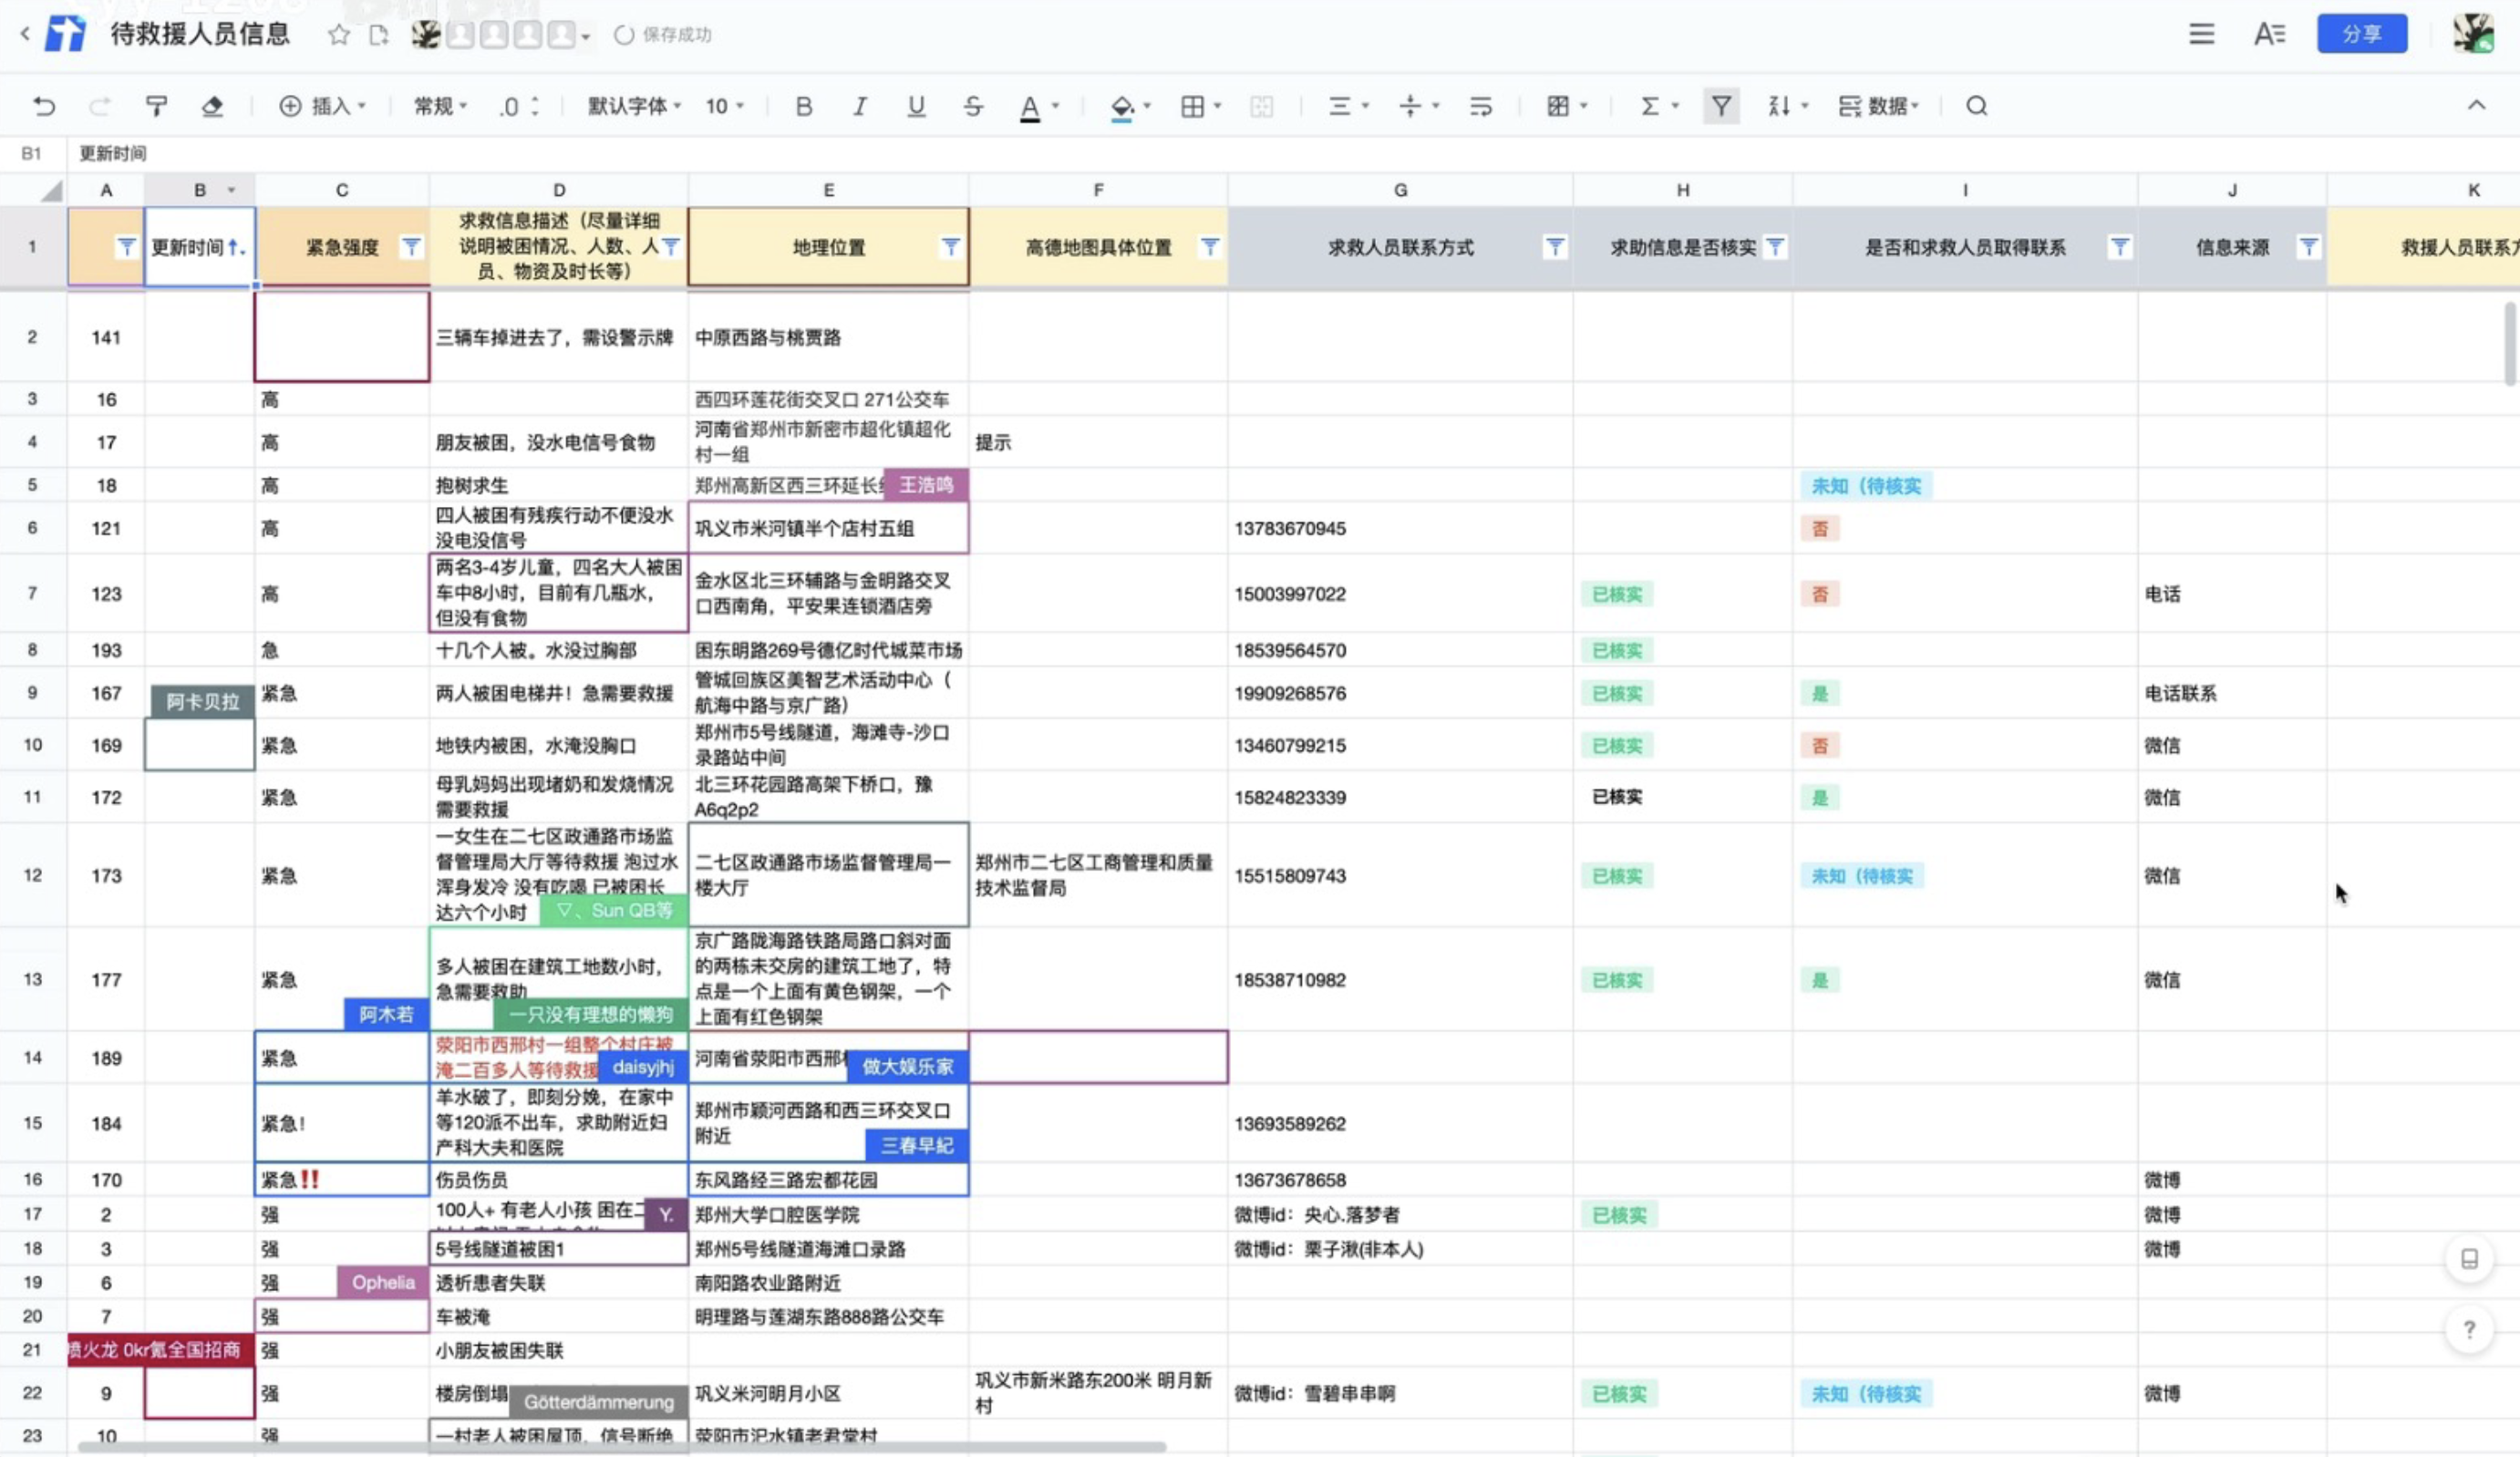 待救援人员信息
保存成功
分享
插入
常规
.0
默认字体
10
B
I
U
S
A
数据
B1
更新时间
A B C D E F G H I J K
1
更新时间
紧急强度
求救信息描述（尽量详细
说明被困情况、人数、人
员、物资及时长等）
地理位置
高德地图具体位置
求救人员联系方式
求助信息是否核实
是否和求救人员取得联系
信息来源
救援人员联系方
2 141 三辆车掉进去了，需设警示牌 中原西路与桃贾路
3 16 高 西四环莲花街交叉口 271公交车
4 17 高 朋友被困，没水电信号食物
河南省郑州市新密市超化镇超化
村一组
提示
5 18 高 抱树求生 郑州高新区西三环延长
王浩鸣
未知（待核实
6 121 高
四人被困有残疾行动不便没水
没电没信号
巩义市米河镇半个店村五组 13783670945 否
7 123 高
两名3-4岁儿童，四名大人被困
车中8小时，目前有几瓶水，
但没有食物
金水区北三环辅路与金明路交叉
口西南角，平安果连锁酒店旁
15003997022 已核实 否 电话
8 193 急 十几个人被。水没过胸部 困东明路269号德亿时代城菜市场 18539564570 已核实
9 167 紧急 两人被困电梯井！急需要救援
管城回族区美智艺术活动中心（
航海中路与京广路）
19909268576 已核实 是 电话联系
阿卡贝拉
10 169 紧急 地铁内被困，水淹没胸口
郑州市5号线隧道，海滩寺-沙口
录路站中间
13460799215 已核实 否 微信
11 172 紧急
母乳妈妈出现堵奶和发烧情况
需要救援
北三环花园路高架下桥口，豫
A6q2p2
15824823339 已核实 是 微信
12 173 紧急
一女生在二七区政通路市场监
督管理局大厅等待救援 泡过水
浑身发冷 没有吃喝 已被困长
达六个小时
▽、Sun QB等
二七区政通路市场监督管理局一
楼大厅
郑州市二七区工商管理和质量
技术监督局
15515809743 已核实 未知（待核实 微信
13 177 紧急
多人被困在建筑工地数小时，
急需要救助
京广路陇海路铁路局路口斜对面
的两栋未交房的建筑工地了，特
点是一个上面有黄色钢架，一个
上面有红色钢架
18538710982 已核实 是 微信
阿木若
一只没有理想的懒狗
14 189 紧急
荥阳市西邢村一组整个村庄被
淹二百多人等待救援
daisyjhj
河南省荥阳市西邢
做大娱乐家
15 184 紧急！
羊水破了，即刻分娩，在家中
等120派不出车，求助附近妇
产科大夫和医院
郑州市颖河西路和西三环交叉口
附近
三春早紀
13693589262
16 170 紧急‼️ 伤员伤员 东风路经三路宏都花园 13673678658 微博
17 2 强 100人+ 有老人小孩 困在二
Y.
郑州大学口腔医学院 微博id：央心.落梦者 已核实 微博
18 3 强 5号线隧道被困1 郑州5号线隧道海滩口录路 微博id：栗子湫(非本人) 微博
19 6 强 透析患者失联 南阳路农业路附近
Ophelia
20 7 强 车被淹 明理路与莲湖东路888路公交车
21 喷火龙 0kr氪全国招商 强 小朋友被困失联
22 9 强 楼房倒塌
Götterdämmerung
巩义米河明月小区
巩义市新米路东200米 明月新
村
微博id：雪碧串串啊 已核实 未知（待核实 微博
23 10 强 一村老人被困屋顶，信号断绝 荥阳市汜水镇老君堂村
?